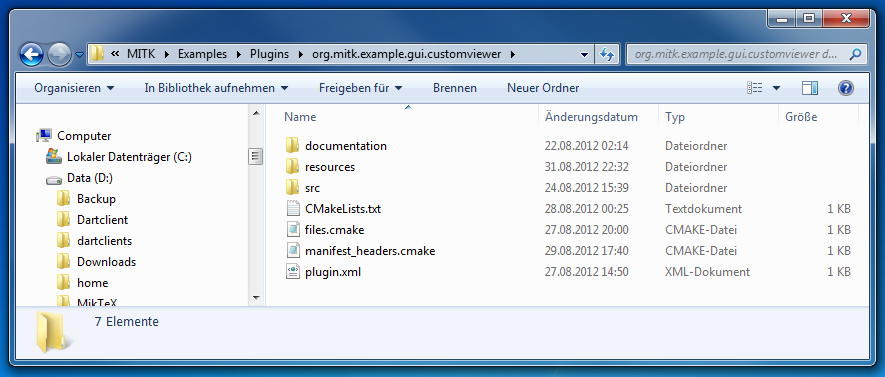 « MITK Examples Plugins org.mitk.example.gui.customviewer
org.mitk.example.gui.customviewer d...
Organisieren In Bibliothek aufnehmen Freigeben für Brennen Neuer Ordner
Name Änderungsdatum Typ Größe
Computer
Lokaler Datenträger (C:)
Data (D:)
Backup
Dartclient
dartclients
Downloads
home
MikTeX
documentation 22.08.2012 02:14 Dateiordner
resources 31.08.2012 22:32 Dateiordner
src 24.08.2012 15:39 Dateiordner
CMakeLists.txt 28.08.2012 00:25 Textdokument 1 KB
files.cmake 27.08.2012 20:00 CMAKE-Datei 1 KB
manifest_headers.cmake 29.08.2012 17:40 CMAKE-Datei 1 KB
plugin.xml 27.08.2012 14:50 XML-Dokument 1 KB
7 Elemente